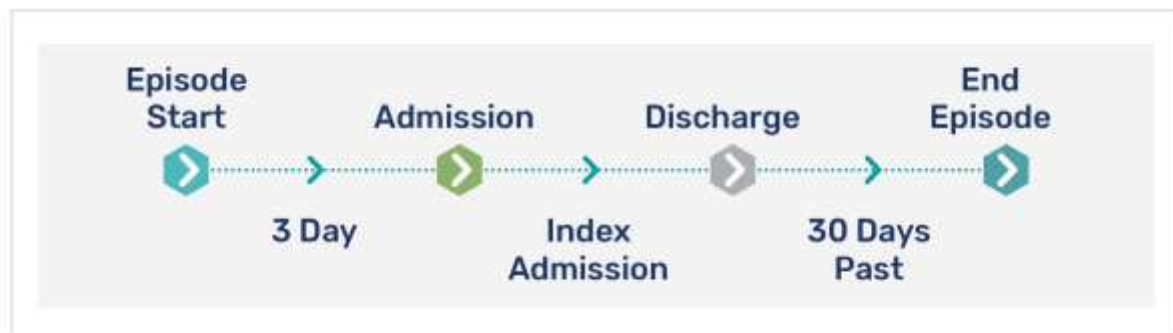 Episode
Start
Admission
Discharge
End
Episode
3 Day
Index
Admission
30 Days
Past